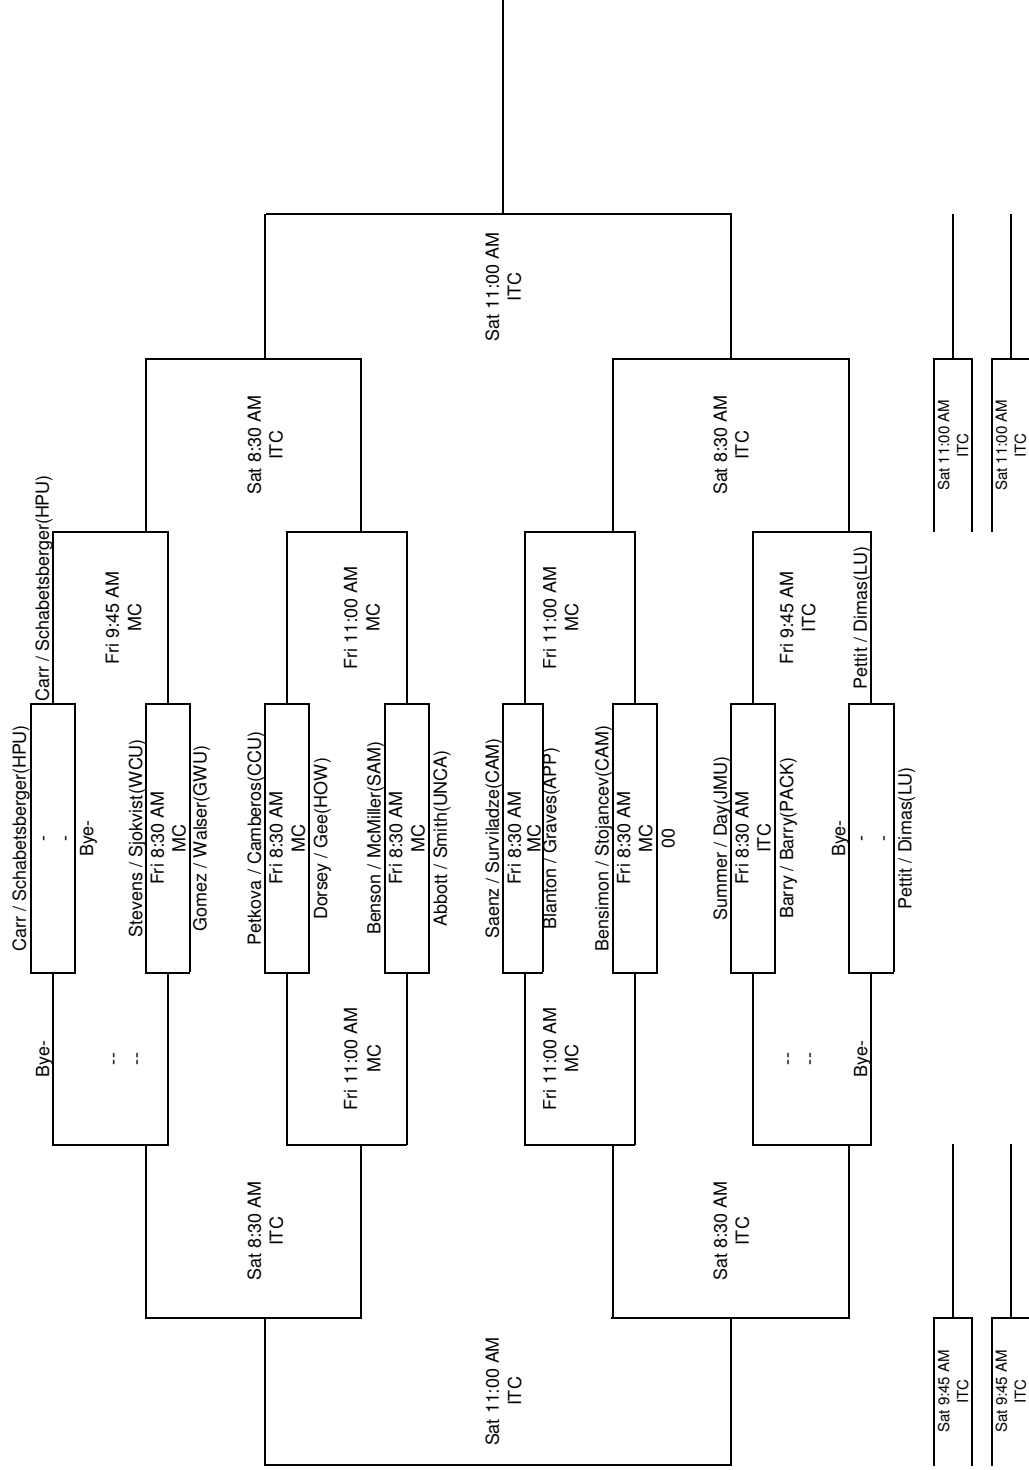 Carr / Schabetsberger(HPU)
-
-
Bye-
Stevens / Sjokvist(WCU)
Fri 8:30 AM
MC
Gomez / Walser(GWU)
Petkova / Camberos(CCU)
Fri 8:30 AM
MC
Dorsey / Gee(HOW)
Benson / McMiller(SAM)
Fri 8:30 AM
MC
Abbott / Smith(UNCA)
Saenz / Surviladze(CAM)
Fri 8:30 AM
MC
Blanton / Graves(APP)
Bensimon / Stojancev(CAM)
Fri 8:30 AM
MC
00
Summer / Day(JMU)
Fri 8:30 AM
ITC
Barry / Barry(PACK)
Bye-
-
-
Pettit / Dimas(LU)
Carr / Schabetsberger(HPU)
Fri 9:45 AM
MC
Fri 11:00 AM
MC
Fri 11:00 AM
MC
Fri 9:45 AM
ITC
Pettit / Dimas(LU)
Sat 8:30 AM
ITC
Sat 8:30 AM
ITC
Sat 11:00 AM
ITC
Sat 11:00 AM
ITC
Sat 11:00 AM
ITC
Bye-
--
--
Fri 11:00 AM
MC
Fri 11:00 AM
MC
--
--
Bye-
Sat 8:30 AM
ITC
Sat 8:30 AM
ITC
Sat 11:00 AM
ITC
Sat 9:45 AM
ITC
Sat 9:45 AM
ITC